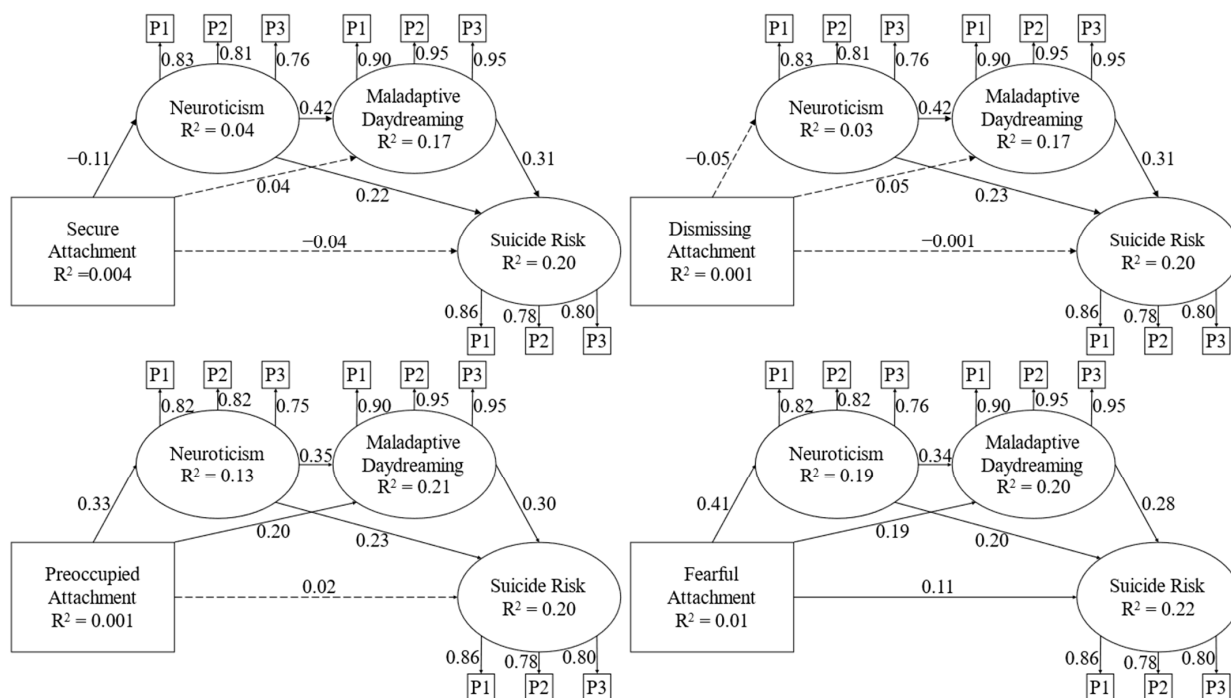 P1 P2 P3 P1 P2 P3
0.83 0.81 0.76 0.90 0.95 0.95
Neuroticism
R² = 0.04
0.42
Maladaptive
Daydreaming
R² = 0.17
−0.11
0.04
0.22
0.31
Secure
Attachment
R² =0.004
−0.04
Suicide Risk
R² = 0.20
0.86 0.78 0.80
P1 P2 P3
P1 P2 P3 P1 P2 P3
0.83 0.81 0.76 0.90 0.95 0.95
Neuroticism
R² = 0.03
0.42
Maladaptive
Daydreaming
R² = 0.17
−0.05
0.05
0.23
0.31
Dismissing
Attachment
R² = 0.001
−0.001
Suicide Risk
R² = 0.20
0.86 0.78 0.80
P1 P2 P3
P1 P2 P3 P1 P2 P3
0.82 0.82 0.75 0.90 0.95 0.95
Neuroticism
R² = 0.13
0.35
Maladaptive
Daydreaming
R² = 0.21
0.33
0.20
0.23
0.30
Preoccupied
Attachment
R² = 0.001
0.02
Suicide Risk
R² = 0.20
0.86 0.78 0.80
P1 P2 P3
P1 P2 P3 P1 P2 P3
0.82 0.82 0.76 0.90 0.95 0.95
Neuroticism
R² = 0.19
0.34
Maladaptive
Daydreaming
R² = 0.20
0.41
0.19
0.20
0.28
Fearful
Attachment
R² = 0.01
0.11
Suicide Risk
R² = 0.22
0.86 0.78 0.80
P1 P2 P3